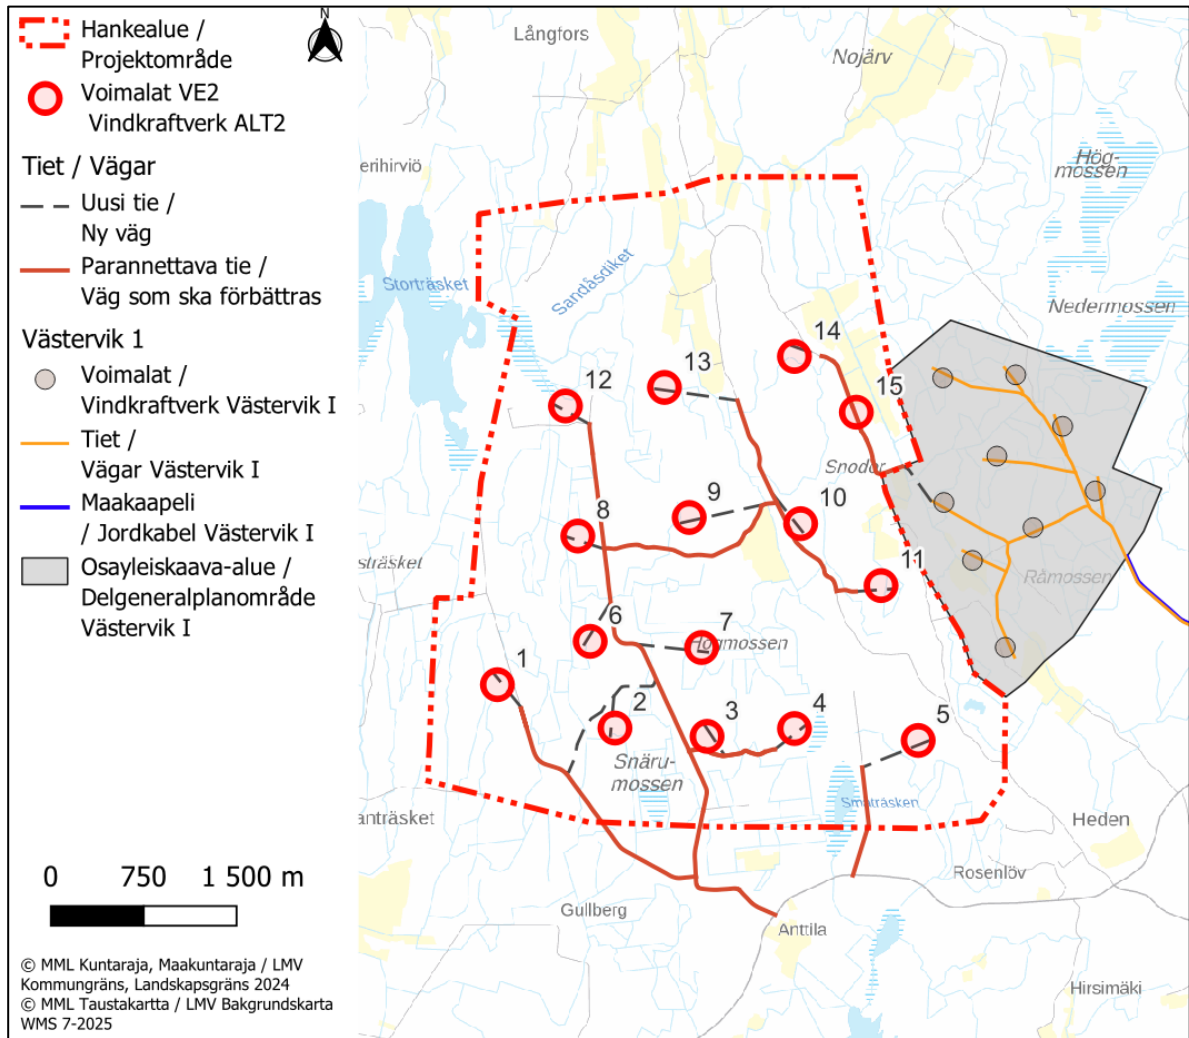 Hankealue /
Projektområde
Voimalat VE2
Vindkraftverk ALT2
Tiet / Vägar
Uusi tie /
Ny väg
Parannettava tie /
Väg som ska förbättras
Västervik 1
Voimalat /
Vindkraftverk Västervik I
Tiet /
Vägar Västervik I
Maakaapeli
/ Jordkabel Västervik I
Osayleiskaava-alue /
Delgeneralplanområde
Västervik I
0 750 1 500 m
© MML Kuntaraja, Maakuntaraja / LMV
Kommungräns, Landskapsgräns 2024
© MML Taustakartta / LMV Bakgrundskarta
WMS 7-2025
N
Långfors
Nojärv
erihirviö
Hög-
mossen
Storträsket
Sandåsdiket
Nedermossen
14
13
12
15
Snoder
9
10
8
11
sträsket
Råmossen
6
7
Högmossen
1
2
3
4
5
Snäru-
mossen
Småträsken
anträsket
Heden
Rosenlöv
Gullberg
Anttila
Hirsimäki